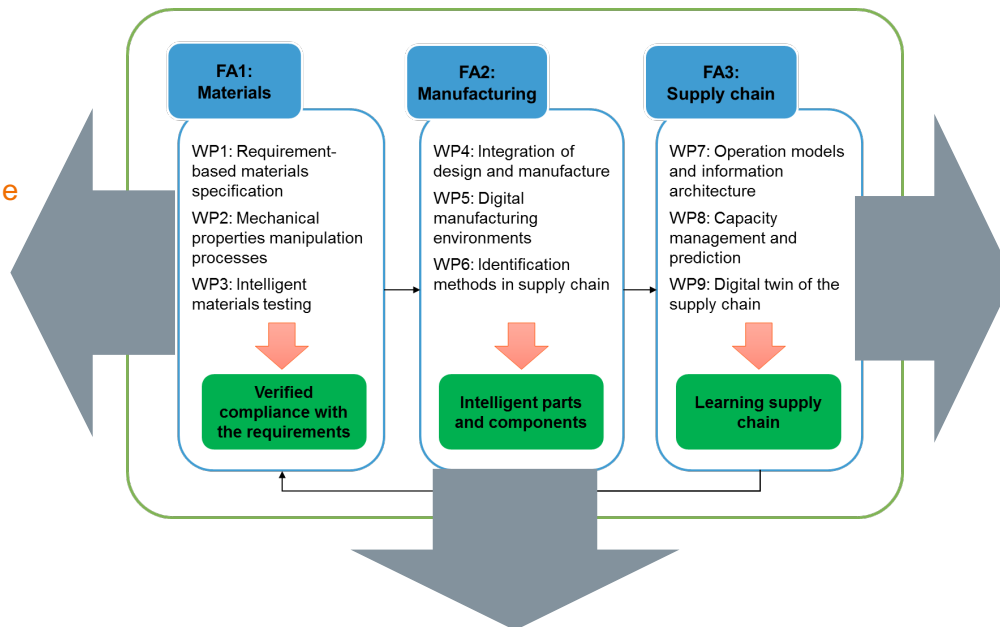 FA1:
Materials
WP1: Requirement-
based materials
specification
WP2: Mechanical
properties manipulation
processes
WP3: Intelligent
materials testing
Verified
compliance with
the requirements
FA2:
Manufacturing
WP4: Integration of
design and manufacture
WP5: Digital
manufacturing
environments
WP6: Identification
methods in supply chain
Intelligent parts
and components
FA3:
Supply chain
WP7: Operation models
and information
architecture
WP8: Capacity
management and
prediction
WP9: Digital twin of the
supply chain
Learning supply
chain